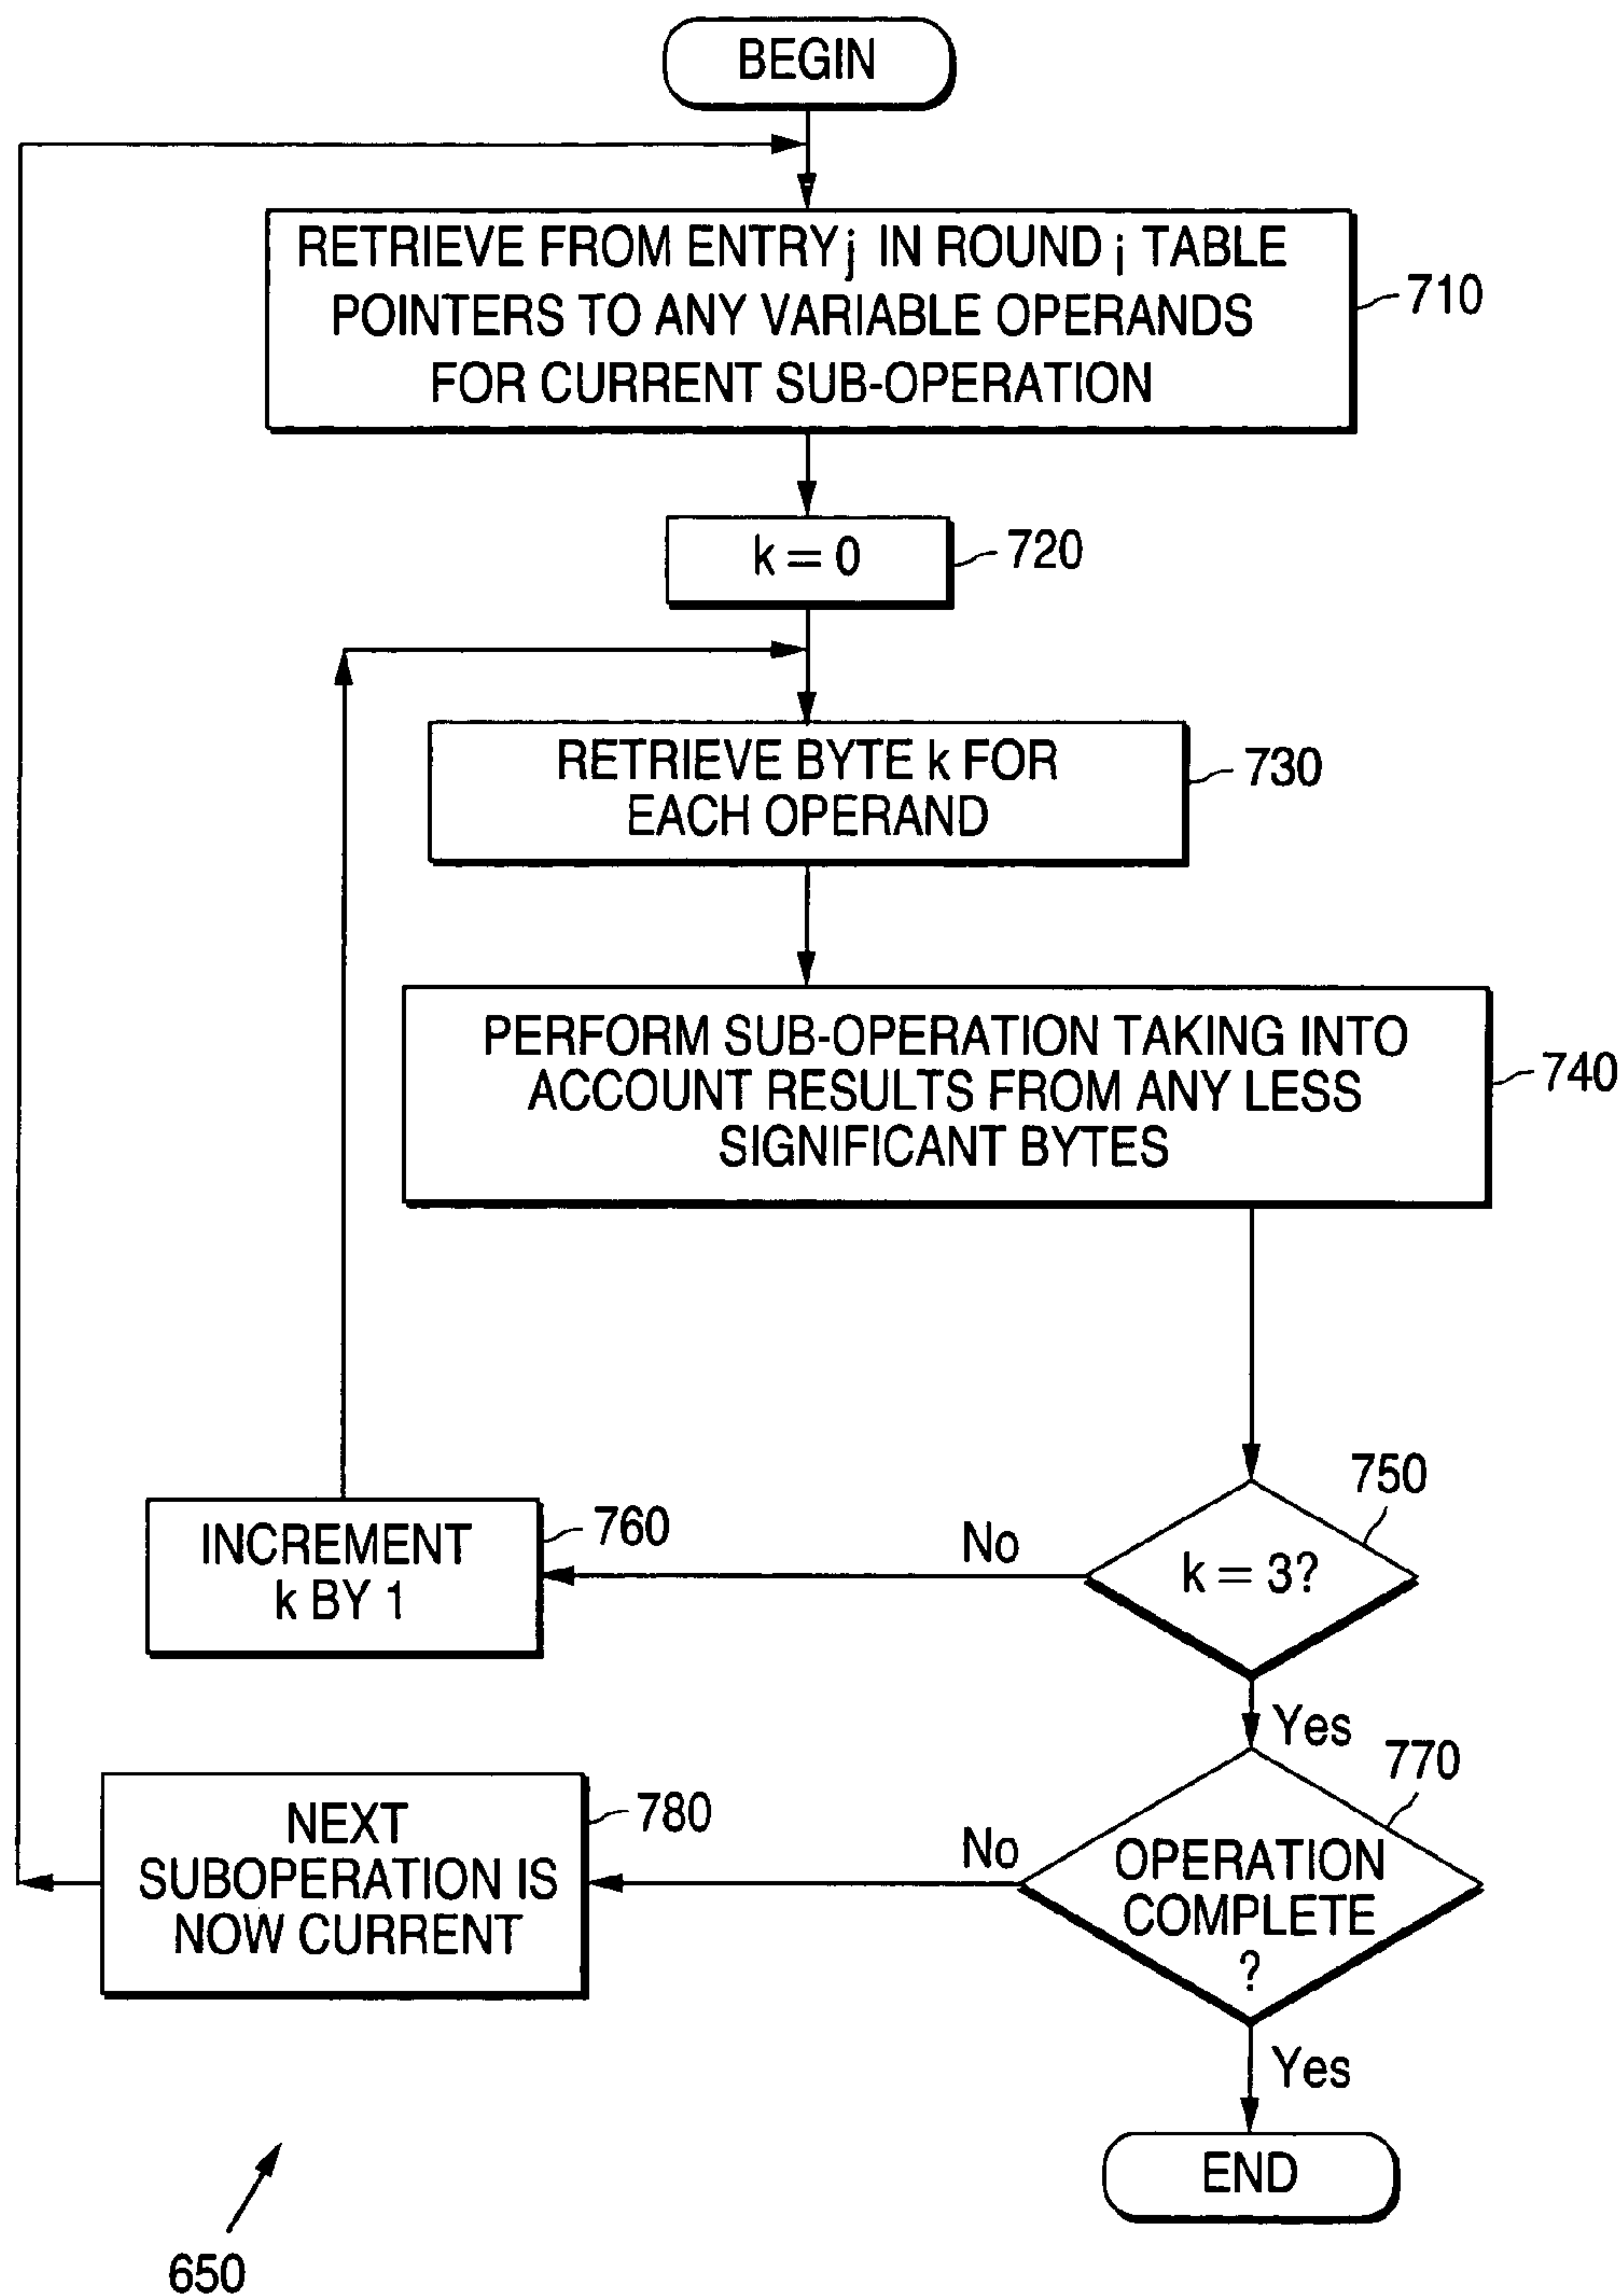 BEGIN
RETRIEVE FROM ENTRY j IN ROUND i TABLE
POINTERS TO ANY VARIABLE OPERANDS
FOR CURRENT SUB-OPERATION
710
k = 0
720
RETRIEVE BYTE k FOR
EACH OPERAND
730
PERFORM SUB-OPERATION TAKING INTO
ACCOUNT RESULTS FROM ANY LESS
SIGNIFICANT BYTES
740
750
k = 3?
No
INCREMENT
k BY 1
760
Yes
770
OPERATION
COMPLETE
?
No
NEXT
SUBOPERATION IS
NOW CURRENT
780
Yes
END
650